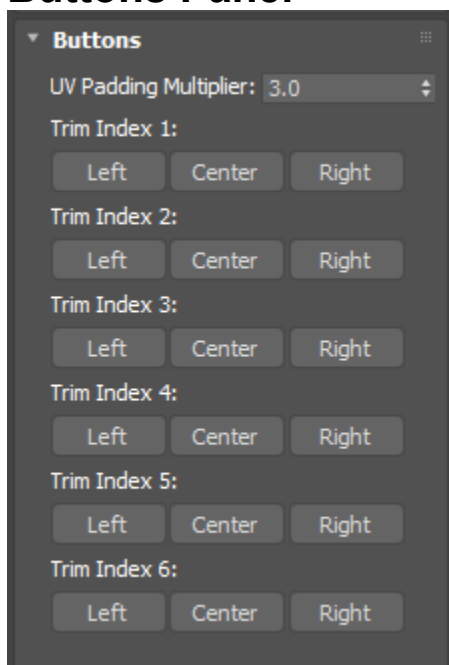 Buttons Panel
Buttons
UV Padding Multiplier: 3.0
Trim Index 1:
Left Center Right
Trim Index 2:
Left Center Right
Trim Index 3:
Left Center Right
Trim Index 4:
Left Center Right
Trim Index 5:
Left Center Right
Trim Index 6:
Left Center Right